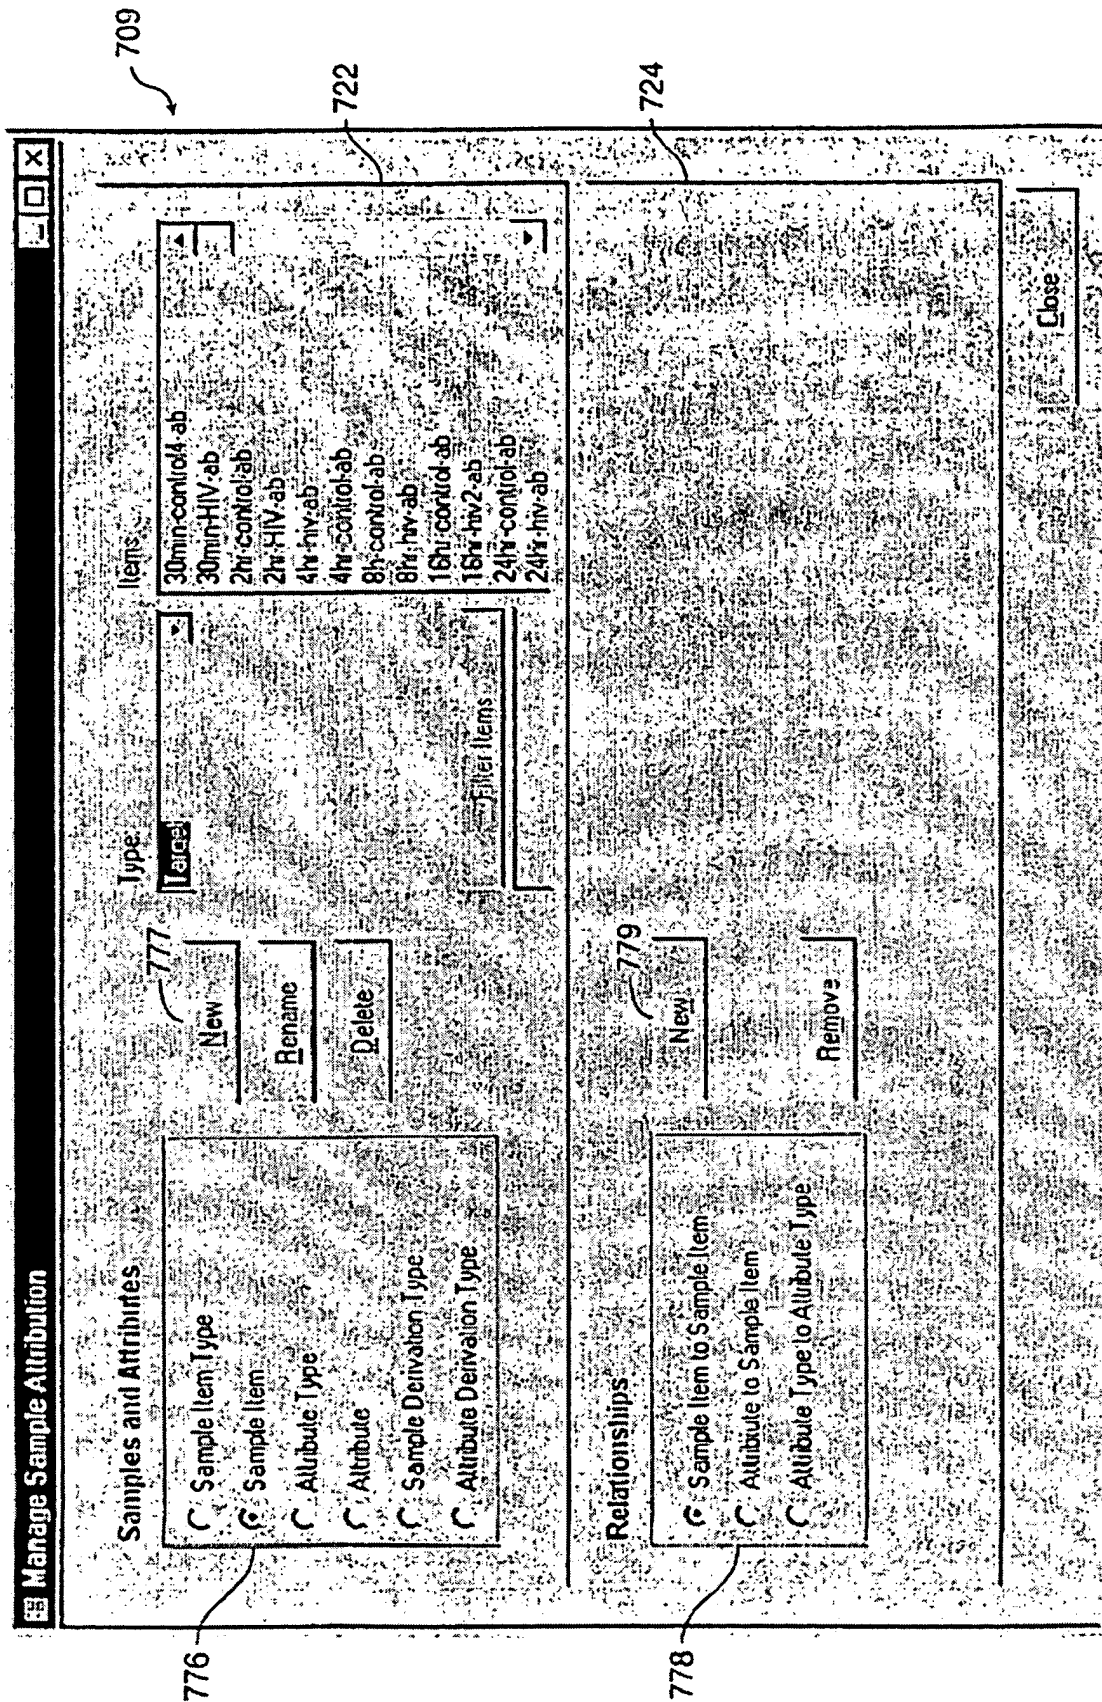 709
Manage Sample Attribution
722
Samples and Attributes
776
Sample Item Type
Sample Item
Attribute Type
Attribute
Sample Derivation Type
Attribute Derivation Type
777
New
Rename
Delete
Type:
Target
Filter Items
Items:
30min-control4-ab
30min-HIV-ab
2hr-control-ab
2hr-HIV-ab
4hr-hiv-ab
4hr-control-ab
8hr-control-ab
8hr-hiv-ab
16hr-control-ab
16hr-hiv2-ab
24hr-control-ab
24hr-hiv-ab
724
Relationships
778
Sample Item to Sample Item
Attribute to Sample Item
Attribute Type to Attribute Type
779
New
Remove
Close